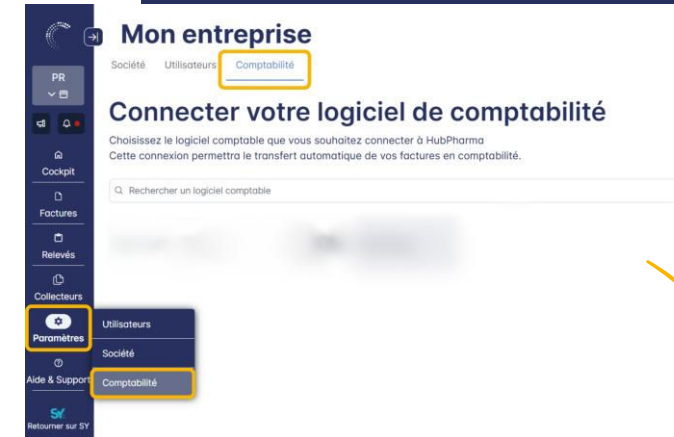 Mon entreprise
Société Utilisateurs Comptabilité
Connecter votre logiciel de comptabilité
Choisissez le logiciel comptable que vous souhaitez connecter à HubPharma
Cette connexion permettra le transfert automatique de vos factures en comptabilité.
Rechercher un logiciel comptable
PR
Cockpit
Factures
Relevés
Collecteurs
Paramètres
Aide & Support
SY
Retourner sur SY
Utilisateurs
Société
Comptabilité